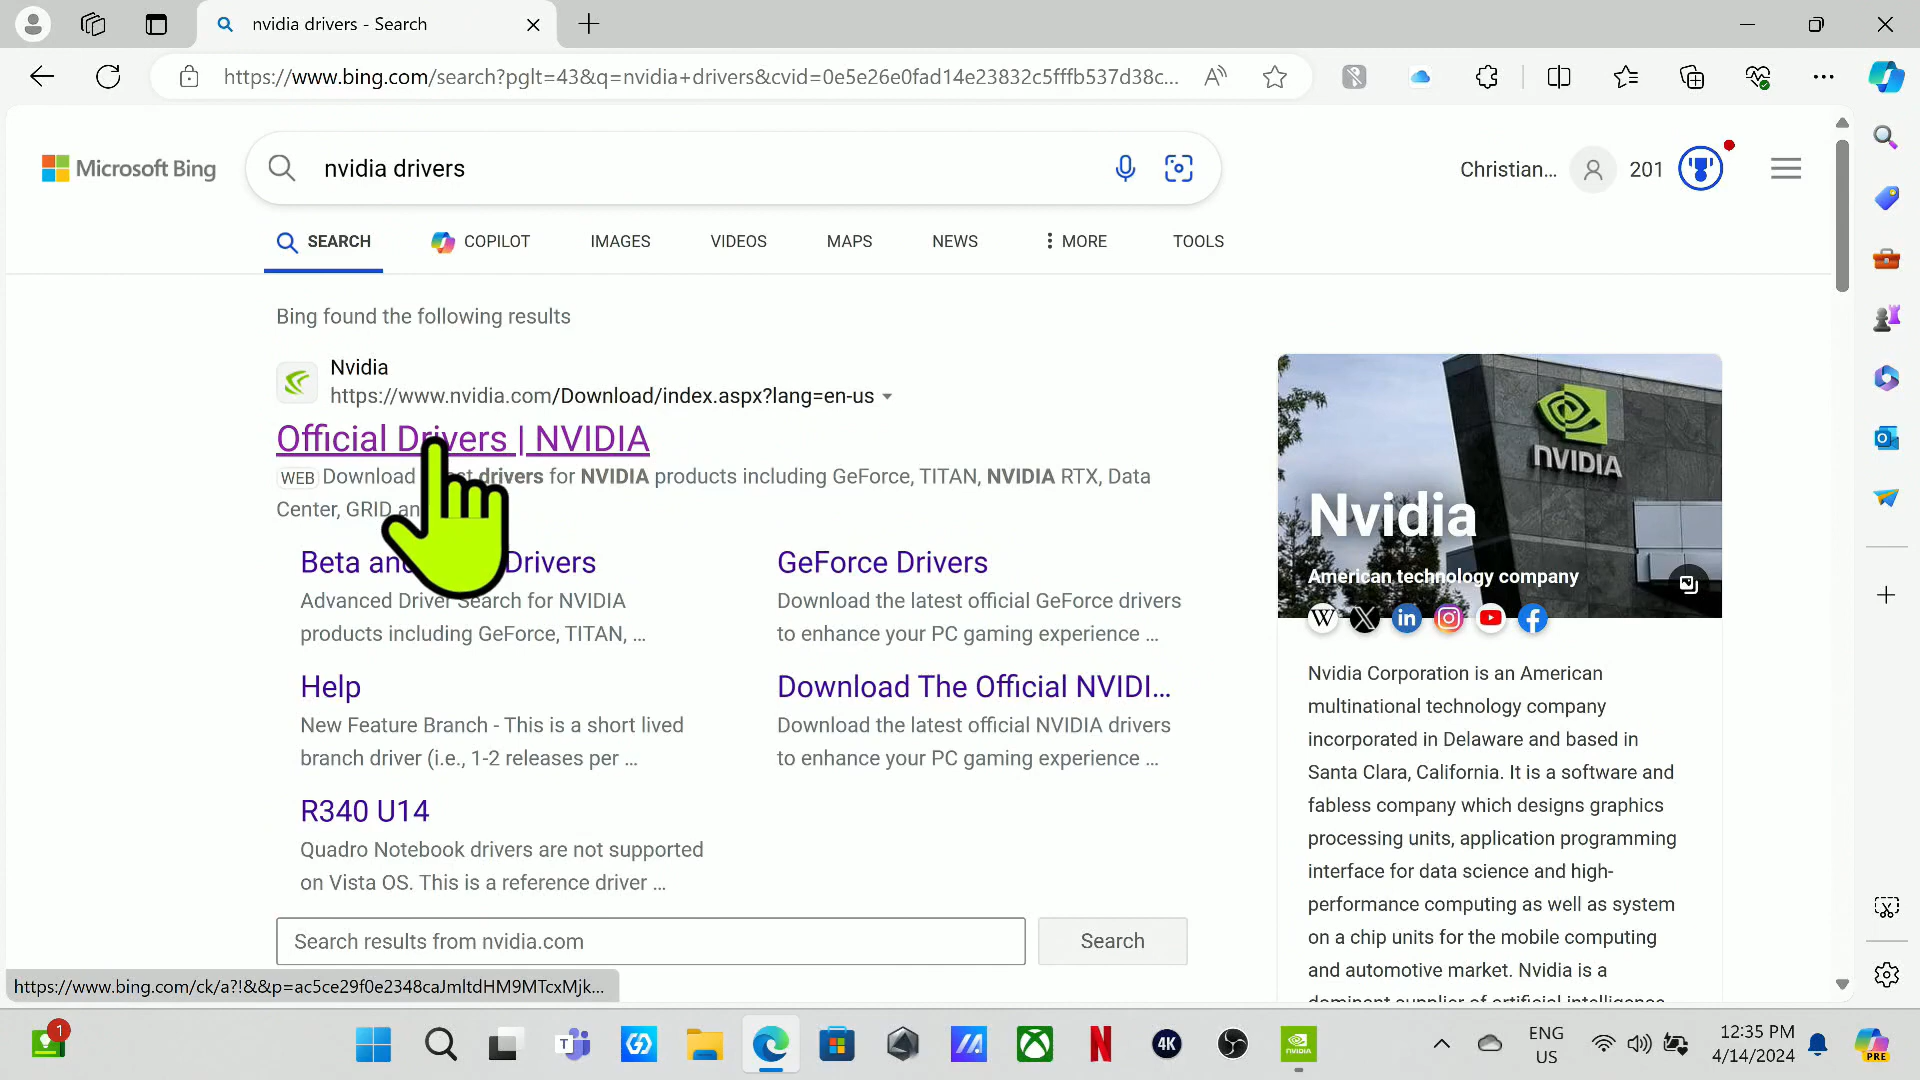 nvidia drivers - Search
https://www.bing.com/search?pglt=43&q=nvidia+drivers&cvid=0e5e26e0fad14e23832c5fffb537d38c...
Microsoft Bing
nvidia drivers
Christian...
201
SEARCH
COPILOT
IMAGES
VIDEOS
MAPS
NEWS
MORE
TOOLS
Bing found the following results
Nvidia
https://www.nvidia.com/Download/index.aspx?lang=en-us
Official Drivers | NVIDIA
WEB Download st drivers for NVIDIA products including GeForce, TITAN, NVIDIA RTX, Data
Center, GRID an
Beta an Drivers
Advanced Driver Search for NVIDIA
products including GeForce, TITAN, ...
GeForce Drivers
Download the latest official GeForce drivers
to enhance your PC gaming experience ...
Help
New Feature Branch - This is a short lived
branch driver (i.e., 1-2 releases per ...
Download The Official NVIDI...
Download the latest official NVIDIA drivers
to enhance your PC gaming experience ...
R340 U14
Quadro Notebook drivers are not supported
on Vista OS. This is a reference driver ...
Search results from nvidia.com
Search
NVIDIA
Nvidia
American technology company
Nvidia Corporation is an American
multinational technology company
incorporated in Delaware and based in
Santa Clara, California. It is a software and
fabless company which designs graphics
processing units, application programming
interface for data science and high-
performance computing as well as system
on a chip units for the mobile computing
and automotive market. Nvidia is a
dominant supplier of artificial intelligence
https://www.bing.com/ck/a?!&&p=ac5ce29f0e2348caJmltdHM9MTcxMjk...
1
4K
NVIDIA
ENG
US
12:35 PM
4/14/2024
PRE